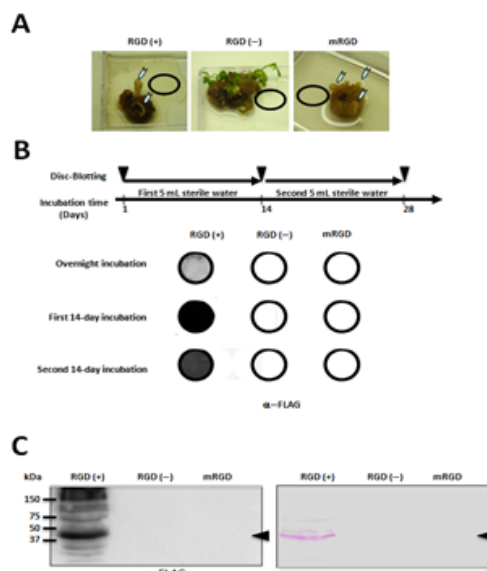 A
RGD (+) RGD (−) mRGD
B
Disc-Blotting
First 5 mL sterile water Second 5 mL sterile water
Incubation time
(Days)
1 14 28
RGD (+) RGD (−) mRGD
Overnight incubation
First 14-day incubation
Second 14-day incubation
α−FLAG
C
kDa RGD (+) RGD (−) mRGD RGD (+) RGD (−) mRGD
150
75
50
37